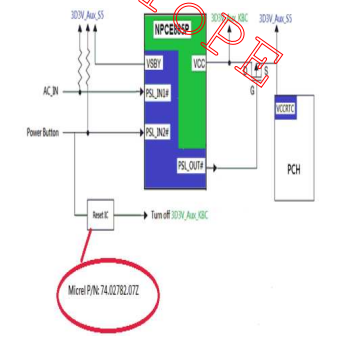 3D3V_Aux_S5
3D3V_Aux_KBC
3D3V_Aux_S5
NPCE885P
VSBY
VCC
S
G
AC_IN
PSL_IN1#
VCCRTC
Power Button
PSL_IN2#
PSL_OUT#
PCH
Reset IC
Turn off 3D3V_Aux_KBC
Micrel P/N: 74.02782.07Z
OPE